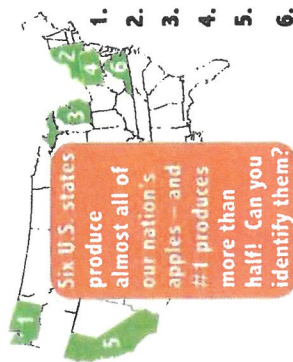 Six U.S. states
produce
almost all of
our nation's
apples — and
#1 produces
more than
half! Can you
identify them?
1
2
3
4
5
6
1.
2.
3.
4.
5.
6.